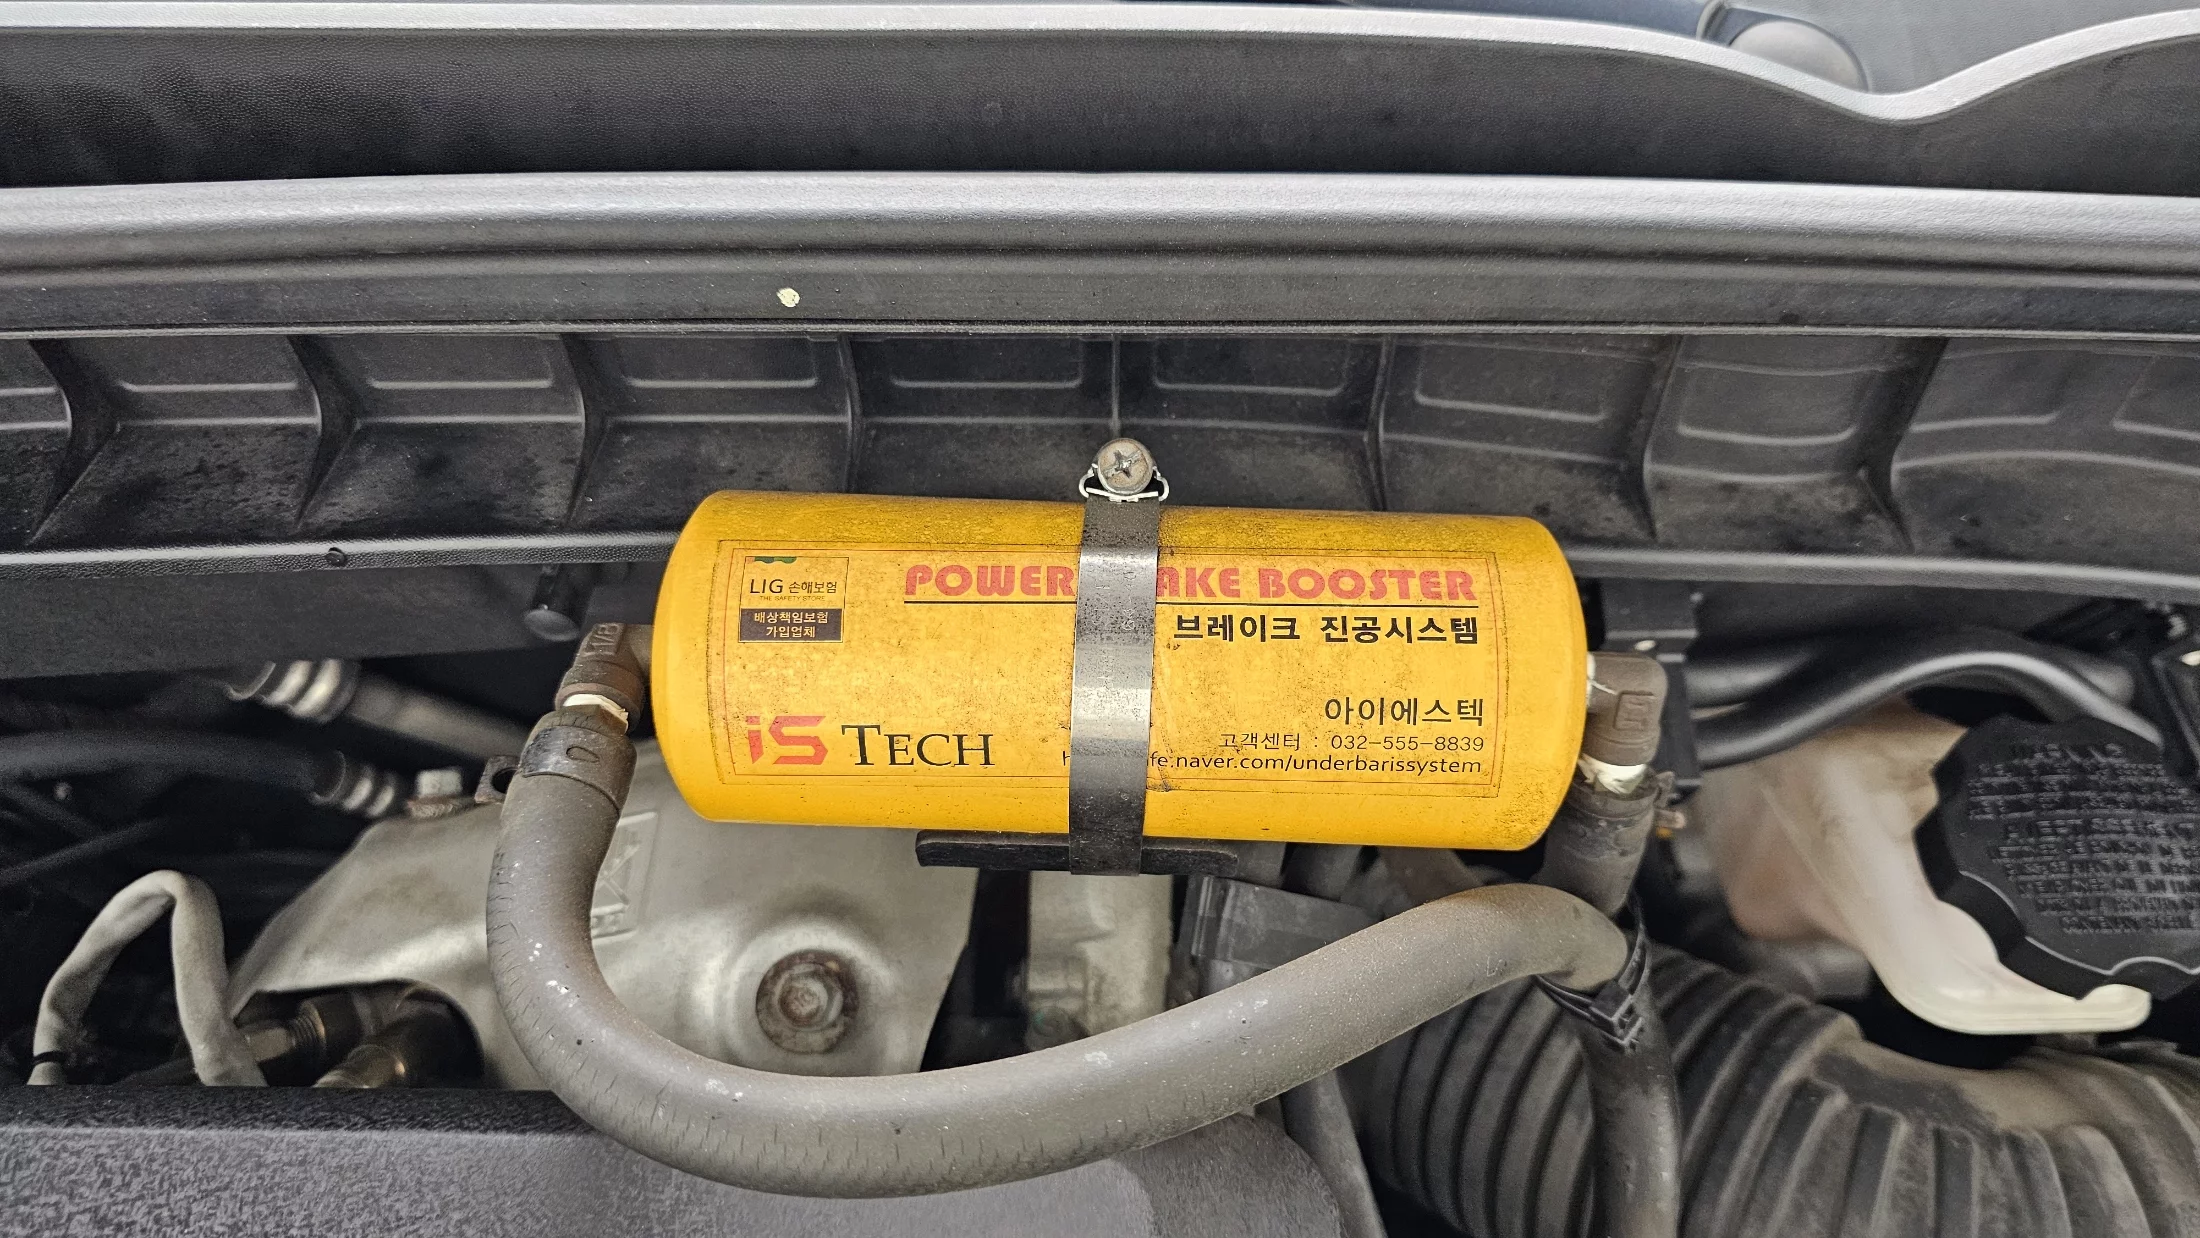 LIG 손해보험
THE SAFETY STORE
배상책임보험
가입업체
POWER AKE BOOSTER
브레이크 진공시스템
아이에스텍
고객센터 : 032-555-8839
fe.naver.com/underbarissystem
iS TECH
1/8